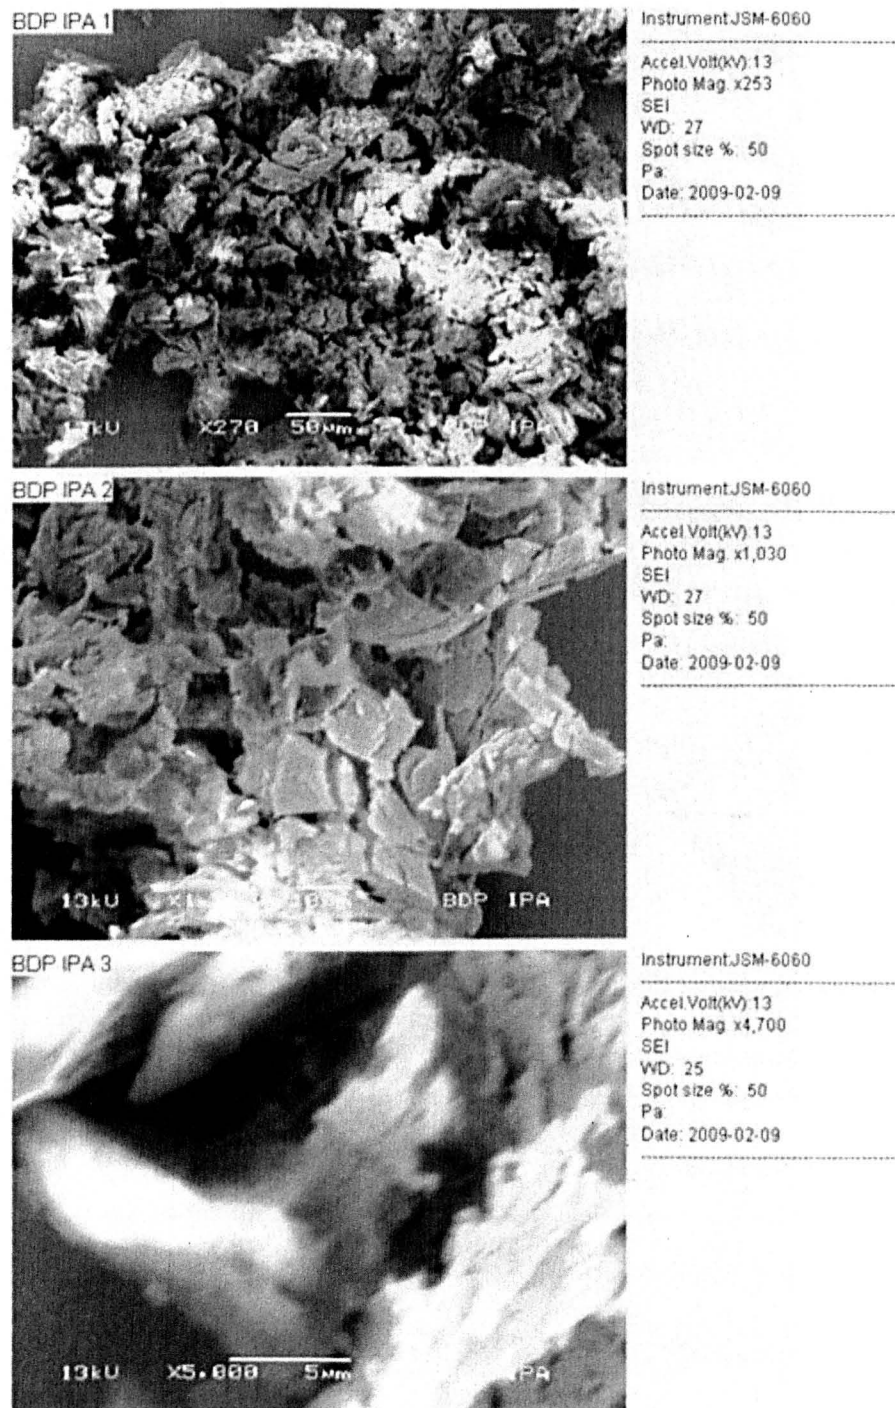 BDP IPA 1
Instrument:JSM-6060
Accel.Volt(kV):13
Photo Mag. x253
SEI
WD: 27
Spot size %: 50
Pa:
Date: 2009-02-09
X270 50µm BDP IPA
BDP IPA 2
Instrument:JSM-6060
Accel.Volt(kV):13
Photo Mag. x1,030
SEI
WD: 27
Spot size %: 50
Pa:
Date: 2009-02-09
13kU BDP IPA
BDP IPA 3
Instrument:JSM-6060
Accel.Volt(kV):13
Photo Mag. x4,700
SEI
WD: 25
Spot size %: 50
Pa:
Date: 2009-02-09
13kU X5,000 5µm IPA